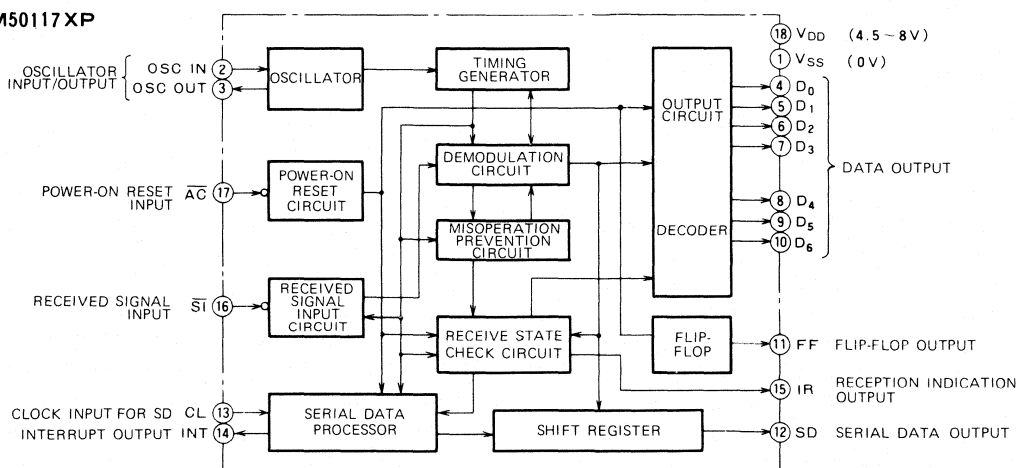 M50117XP
18 VDD (4.5~8V)
1 VSS (0V)
OSCILLATOR INPUT/OUTPUT
OSC IN 2
OSC OUT 3
OSCILLATOR
TIMING GENERATOR
OUTPUT CIRCUIT
DECODER
4 D0
5 D1
6 D2
7 D3
8 D4
9 D5
10 D6
DATA OUTPUT
DEMODULATION CIRCUIT
POWER-ON RESET INPUT
AC 17
POWER-ON RESET CIRCUIT
MISOPERATION PREVENTION CIRCUIT
RECEIVED SIGNAL INPUT
SI 16
RECEIVED SIGNAL INPUT CIRCUIT
RECEIVE STATE CHECK CIRCUIT
FLIP-FLOP
11 FF FLIP-FLOP OUTPUT
15 IR RECEPTION INDICATION OUTPUT
CLOCK INPUT FOR SD CL 13
INTERRUPT OUTPUT INT 14
SERIAL DATA PROCESSOR
SHIFT REGISTER
12 SD SERIAL DATA OUTPUT